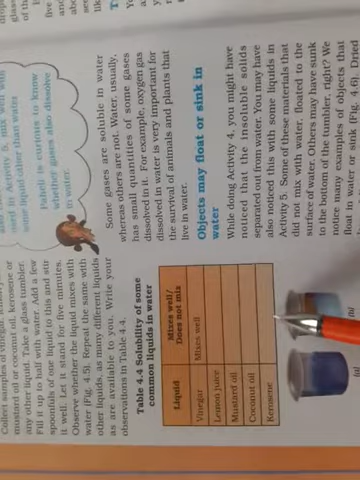 Collect samples of
mustard oil or coconut oil, kerosene or
any other liquid. Take a glass tumbler.
Fill it up to half with water. Add a few
spoonfuls of one liquid to this and stir
it well. Let it stand for five minutes.
Observe whether the liquid mixes with
water (Fig. 4.5). Repeat the same with
other liquids, as many different liquids
as are available to you. Write your
observations in Table 4.4.
Table 4.4 Solubility of some
common liquids in water
Liquid
Mixes well/
Does not mix
Vinegar
Mixes well
Lemon juice
Mustard oil
Coconut oil
Kerosene
(a)
in Activity 5, mix well with
some liquid other than water
Paheli is curious to know
whether gases also dissolve
in water.
Some gases are soluble in water
whereas others are not. Water, usually,
has small quantities of some gases
dissolved in it. For example, oxygen gas
dissolved in water is very important for
the survival of animals and plants that
live in water.
Objects may float or sink in
water
While doing Activity 4, you might have
noticed that the insoluble solids
separated out from water. You may have
also noticed this with some liquids in
Activity 5. Some of these materials that
did not mix with water, floated to the
surface of water. Others may have sunk
to the bottom of the tumbler, right? We
notice many examples of objects that
float in water or sink (Fig. 4.6). Dried